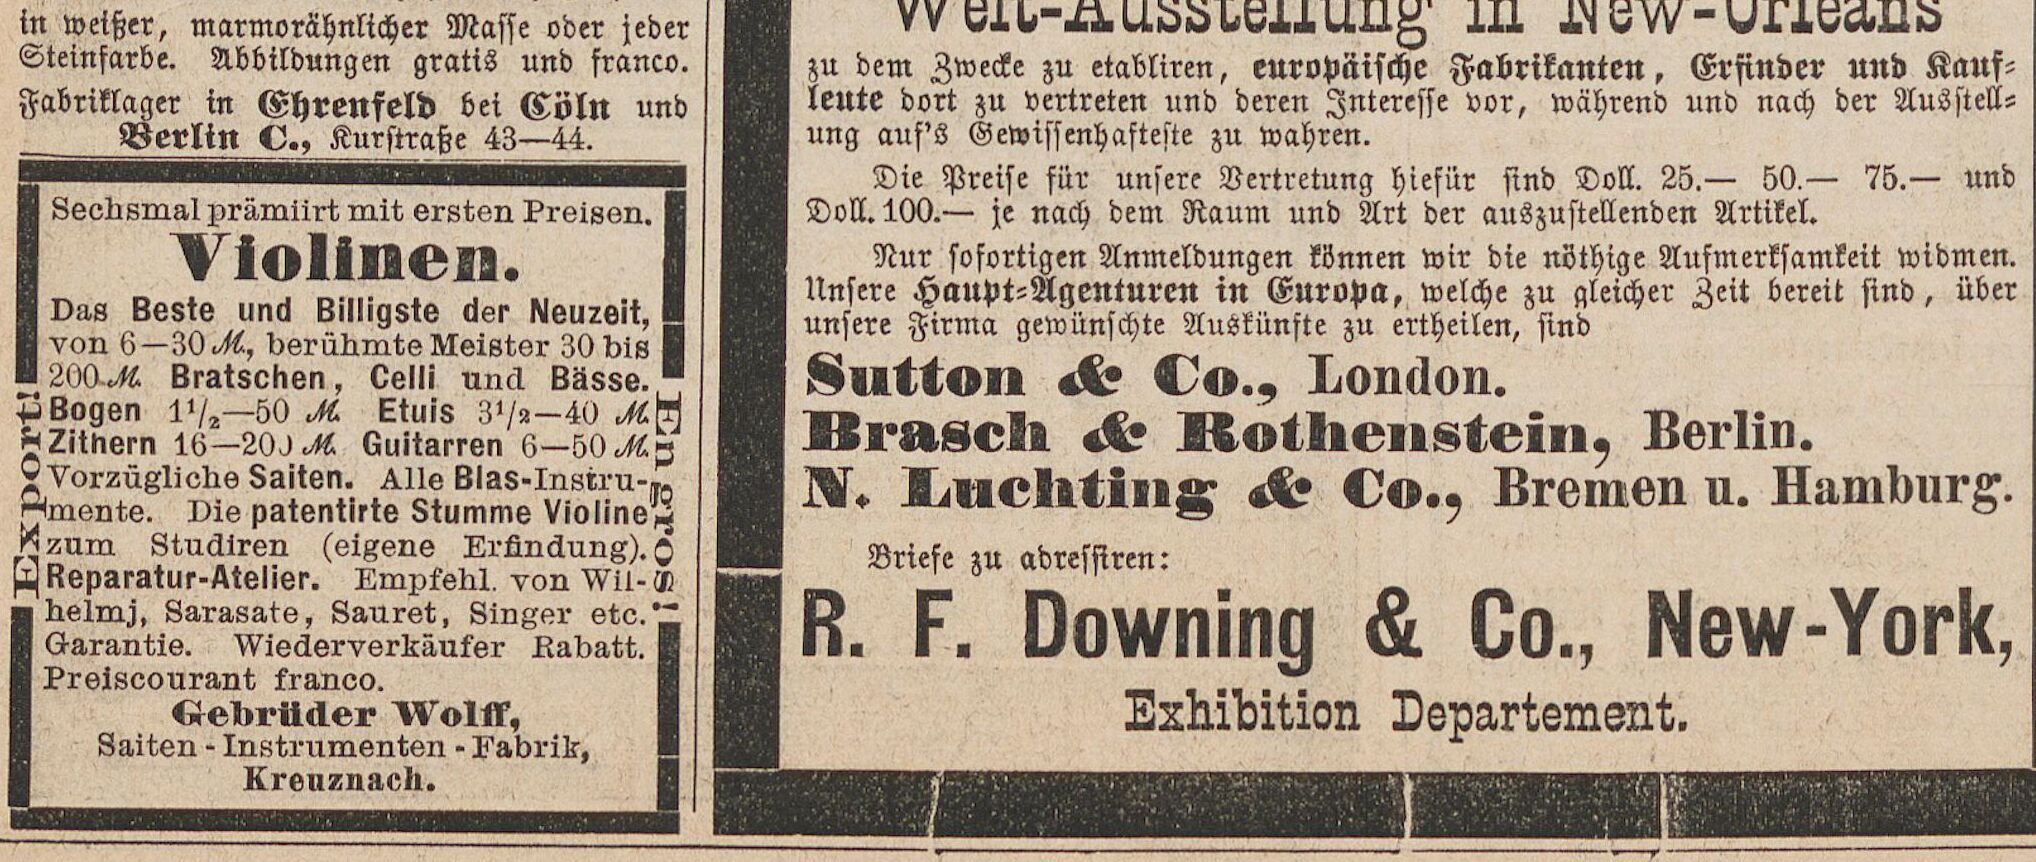 in weißer, marmorähnlicher Masse oder jeder
Steinfarbe. Abbildungen gratis und franco.
Fabriklager in Ehrenfeld bei Cöln und
Berlin C., Kurstraße 43—44.
Sechsmal prämiirt mit ersten Preisen.
Violinen.
Das Beste und Billigste der Neuzeit,
von 6—30 M., berühmte Meister 30 bis
200 M. Bratschen, Celli und Bässe.
Bogen 1 1/2—50 M. Etuis 3 1/2—40 M.
Zithern 16—200 M. Guitarren 6—50 M.
Vorzügliche Saiten. Alle Blas-Instru-
mente. Die patentirte Stumme Violine
zum Studiren (eigene Erfindung).
Reparatur-Atelier. Empfehl. von Wil-
helmj, Sarasate, Sauret, Singer etc.
Garantie. Wiederverkäufer Rabatt.
Preiscourant franco.
Gebrüder Wolff,
Saiten-Instrumenten-Fabrik,
Kreuznach.
Export!
En gros!
Welt-Ausstellung in New-Orleans
zu dem Zwecke zu etabliren, europäische Fabrikanten, Erfinder und Kauf-
leute dort zu vertreten und deren Interesse vor, während und nach der Ausstell-
ung auf's Gewissenhafteste zu wahren.
Die Preise für unsere Vertretung hiefür sind Doll. 25.— 50.— 75.— und
Doll. 100.— je nach dem Raum und Art der auszustellenden Artikel.
Nur sofortigen Anmeldungen können wir die nöthige Aufmerksamkeit widmen.
Unsere Haupt-Agenturen in Europa, welche zu gleicher Zeit bereit sind, über
unsere Firma gewünschte Auskünfte zu ertheilen, sind
Sutton & Co., London.
Brasch & Rothenstein, Berlin.
N. Luchting & Co., Bremen u. Hamburg.
Briefe zu adressiren:
R. F. Downing & Co., New-York,
Exhibition Departement.